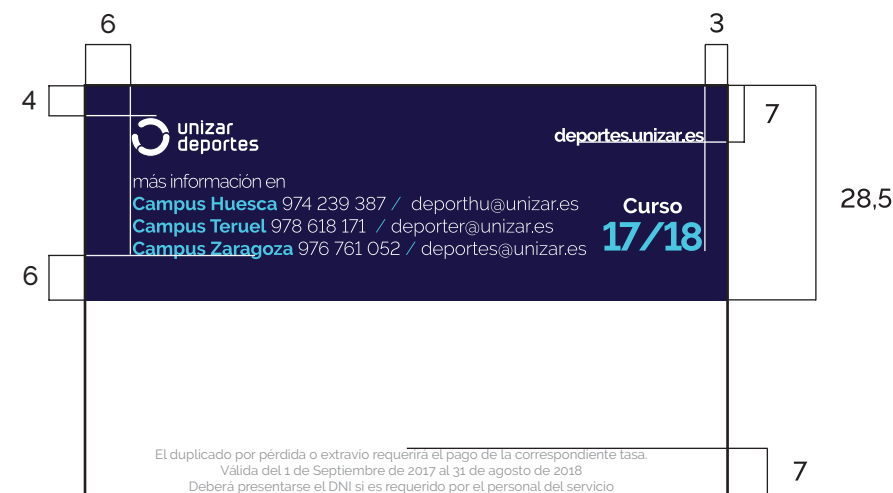 6
3
4
7
unizar
deportes
deportes.unizar.es
más información en
Campus Huesca 974 239 387 / deporthu@unizar.es
Campus Teruel 978 618 171 / deporter@unizar.es
Campus Zaragoza 976 761 052 / deportes@unizar.es
Curso
17/18
28,5
6
El duplicado por pérdida o extravio requerirá el pago de la correspondiente tasa.
Válida del 1 de Septiembre de 2017 al 31 de agosto de 2018
Deberá presentarse el DNI si es requerido por el personal del servicio
7